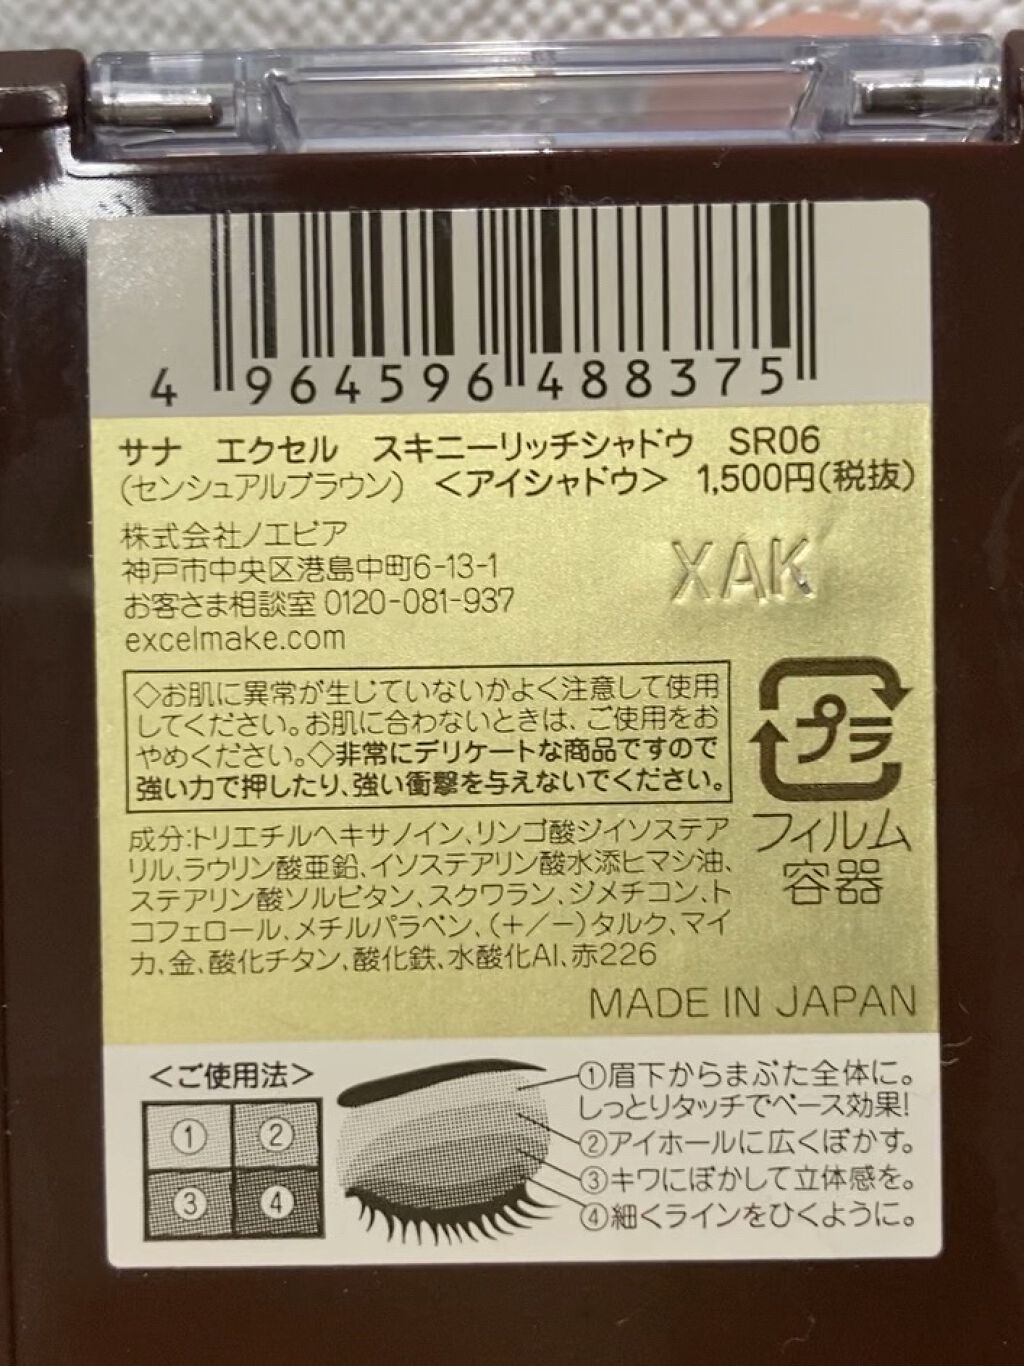 4 964596 488375
サナ エクセル スキニーリッチシャドウ SR06
(センシュアルブラウン) <アイシャドウ> 1,500円(税抜)
株式会社ノエビア
神戸市中央区港島中町6-13-1
お客さま相談室 0120-081-937
excelmake.com
XAK
◇お肌に異常が生じていないかよく注意して使用
してください。お肌に合わないときは、ご使用をお
やめください。◇非常にデリケートな商品ですので
強い力で押したり、強い衝撃を与えないでください。
プラ
フィルム
容器
成分:トリエチルヘキサノイン、リンゴ酸ジイソステア
リル、ラウリン酸亜鉛、イソステアリン酸水添ヒマシ油、
ステアリン酸ソルビタン、スクワラン、ジメチコン、ト
コフェロール、メチルパラベン、(+/−)タルク、マイ
カ、金、酸化チタン、酸化鉄、水酸化Al、赤226
MADE IN JAPAN
<ご使用法>
① ②
③ ④
①眉下からまぶた全体に。
しっとりタッチでベース効果!
②アイホールに広くぼかす。
③キワにぼかして立体感を。
④細くラインをひくように。